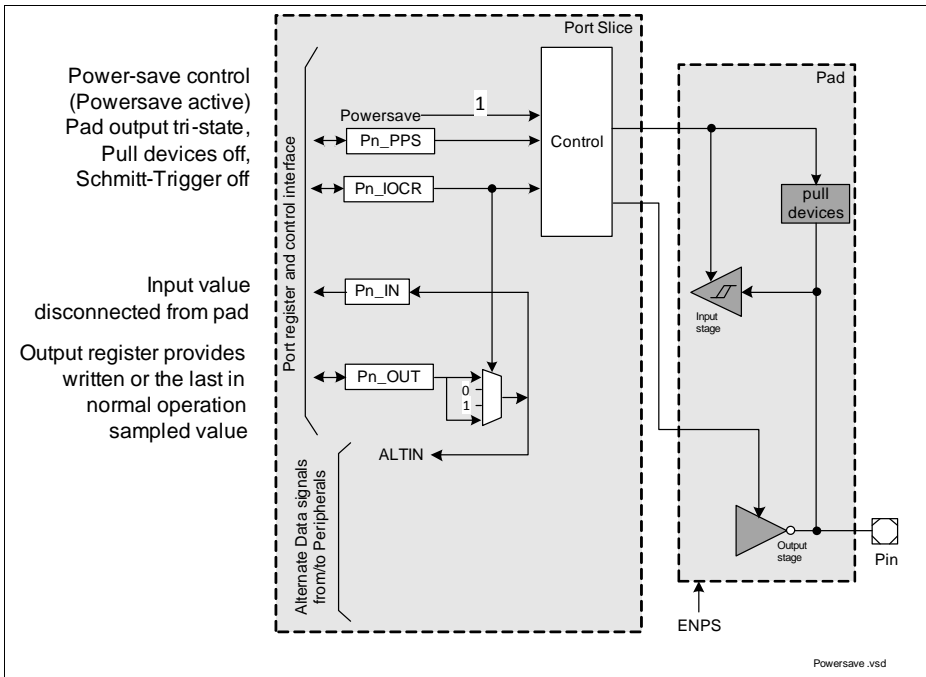 Port Slice
Power-save control
(Powersave active)
Pad output tri-state,
Pull devices off,
Schmitt-Trigger off
Port register and control interface
Powersave
1
Pn_PPS
Pn_IOCR
Control
Pad
pull
devices
Input value
disconnected from pad
Pn_IN
Input
stage
Output register provides
written or the last in
normal operation
sampled value
Pn_OUT
0
1
ALTIN
Alternate Data signals
from/to Peripherals
Output
stage
Pin
ENPS
Powersave .vsd